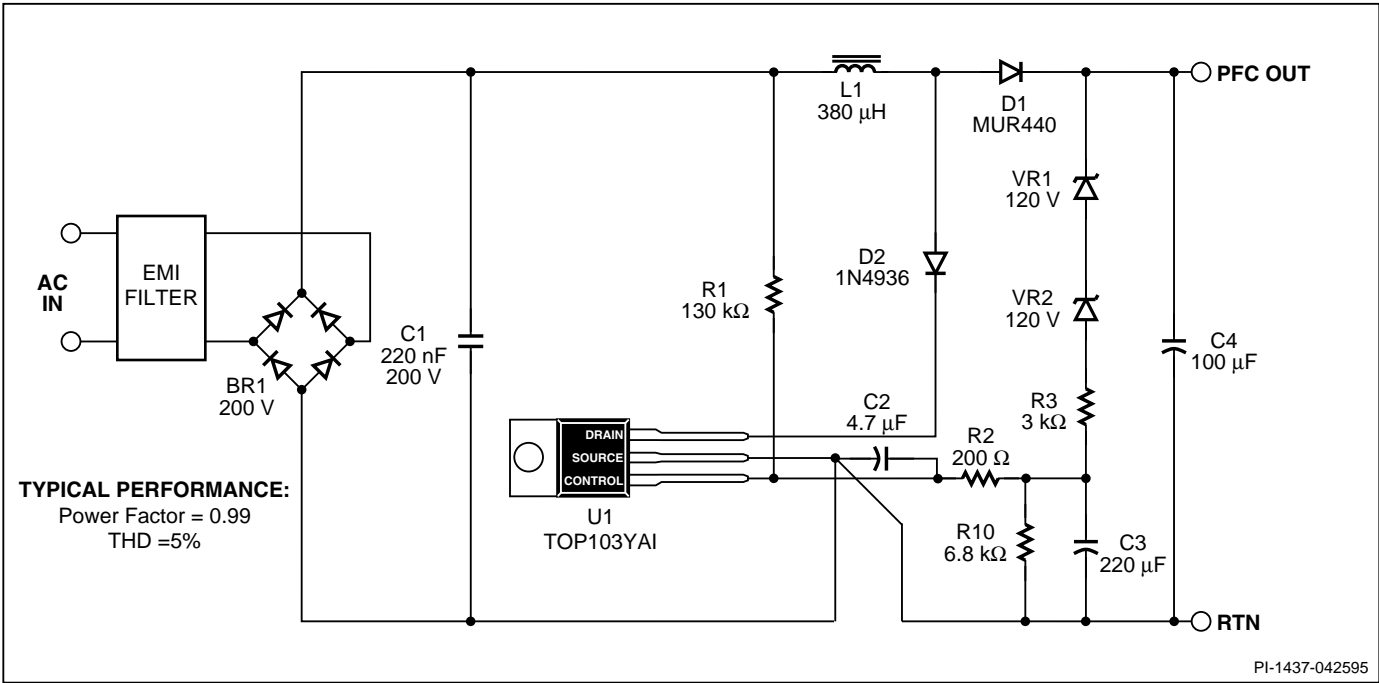 PFC OUT
L1
380 µH
D1
MUR440
VR1
120 V
AC
IN
EMI
FILTER
D2
1N4936
R1
130 kΩ
VR2
120 V
C1
220 nF
200 V
C4
100 µF
BR1
200 V
R3
3 kΩ
C2
4.7 µF
R2
200 Ω
DRAIN
SOURCE
CONTROL
TYPICAL PERFORMANCE:
Power Factor = 0.99
THD =5%
U1
TOP103YAI
R10
6.8 kΩ
C3
220 µF
RTN
PI-1437-042595